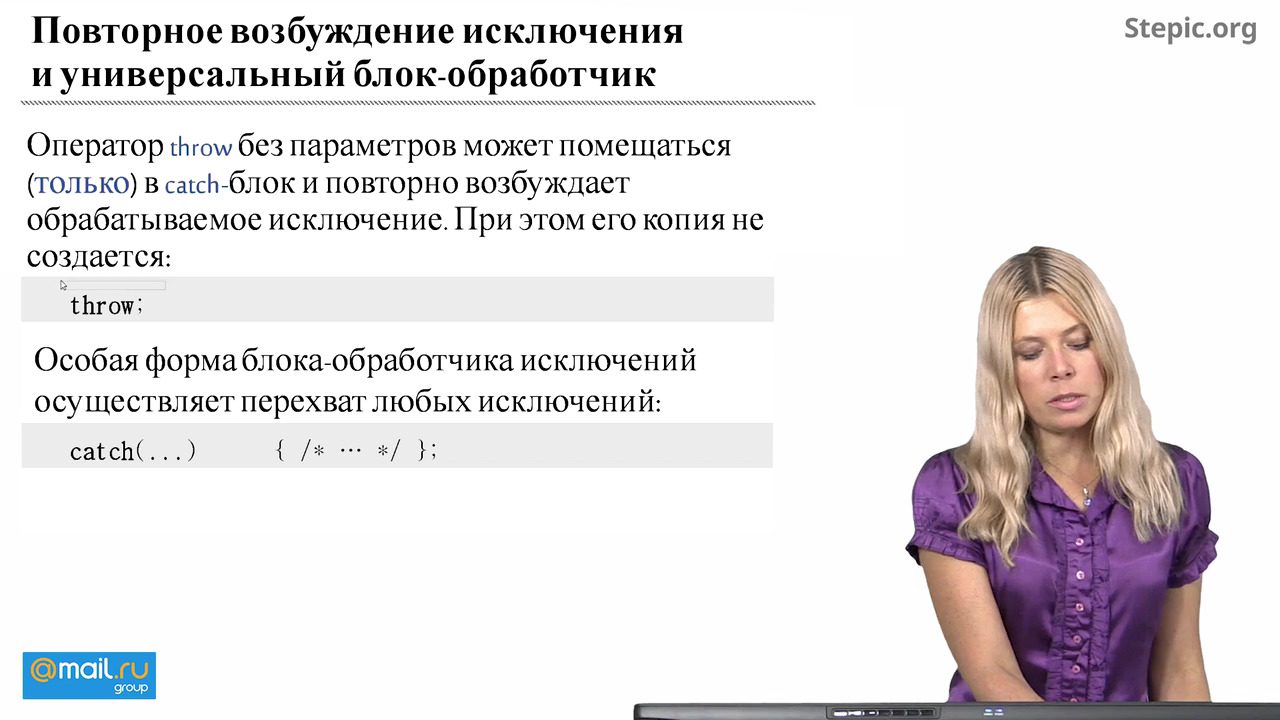 Повторное возбуждение исключения
и универсальный блок-обработчик
Stepic.org
Оператор throw без параметров может помещаться
(только) в catch-блок и повторно возбуждает
обрабатываемое исключение. При этом его копия не
создается:
throw;
Особая форма блока-обработчика исключений
осуществляет перехват любых исключений:
catch(...) { /* … */ };
@mail.ru
group